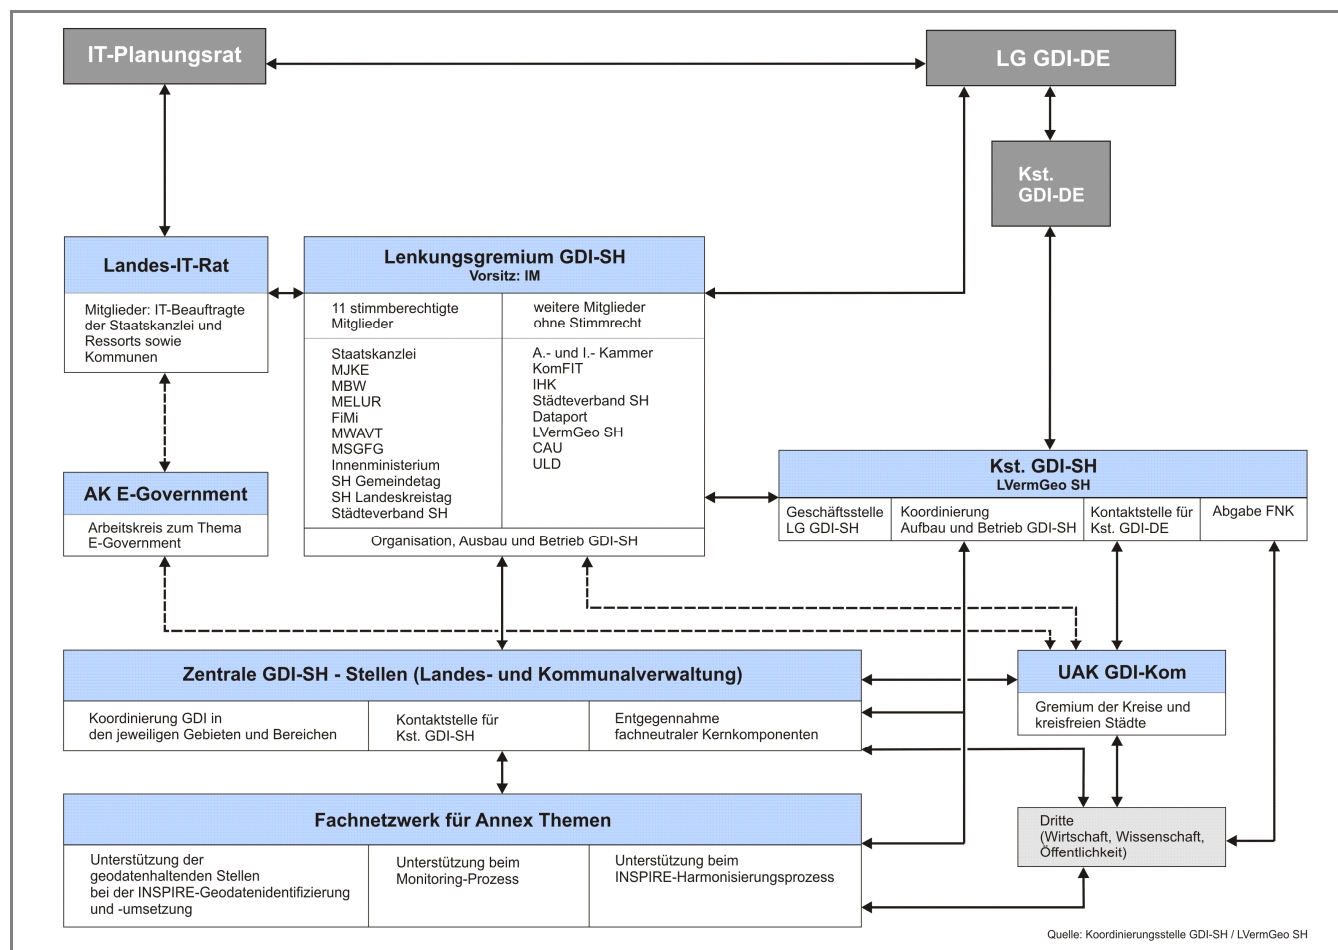 IT-Planungsrat
LG GDI-DE
Kst.
GDI-DE
Landes-IT-Rat
Mitglieder: IT-Beauftragte
der Staatskanzlei und
Ressorts sowie
Kommunen
Lenkungsgremium GDI-SH
Vorsitz: IM
11 stimmberechtigte
Mitglieder
weitere Mitglieder
ohne Stimmrecht
Staatskanzlei
MJKE
MBW
MELUR
FiMi
MWAVT
MSGFG
Innenministerium
SH Gemeindetag
SH Landeskreistag
Städteverband SH
A.- und I.- Kammer
KomFIT
IHK
Städteverband SH
Dataport
LVermGeo SH
CAU
ULD
Organisation, Ausbau und Betrieb GDI-SH
AK E-Government
Arbeitskreis zum Thema
E-Government
Kst. GDI-SH
LVermGeo SH
Geschäftsstelle
LG GDI-SH
Koordinierung
Aufbau und Betrieb GDI-SH
Kontaktstelle für
Kst. GDI-DE
Abgabe FNK
Zentrale GDI-SH - Stellen (Landes- und Kommunalverwaltung)
Koordinierung GDI in
den jeweiligen Gebieten und Bereichen
Kontaktstelle für
Kst. GDI-SH
Entgegennahme
fachneutraler Kernkomponenten
UAK GDI-Kom
Gremium der Kreise und
kreisfreien Städte
Fachnetzwerk für Annex Themen
Unterstützung der
geodatenhaltenden Stellen
bei der INSPIRE-Geodatenidentifizierung
und -umsetzung
Unterstützung beim
Monitoring-Prozess
Unterstützung beim
INSPIRE-Harmonisierungsprozess
Dritte
(Wirtschaft, Wissenschaft,
Öffentlichkeit)
Quelle: Koordinierungsstelle GDI-SH / LVermGeo SH